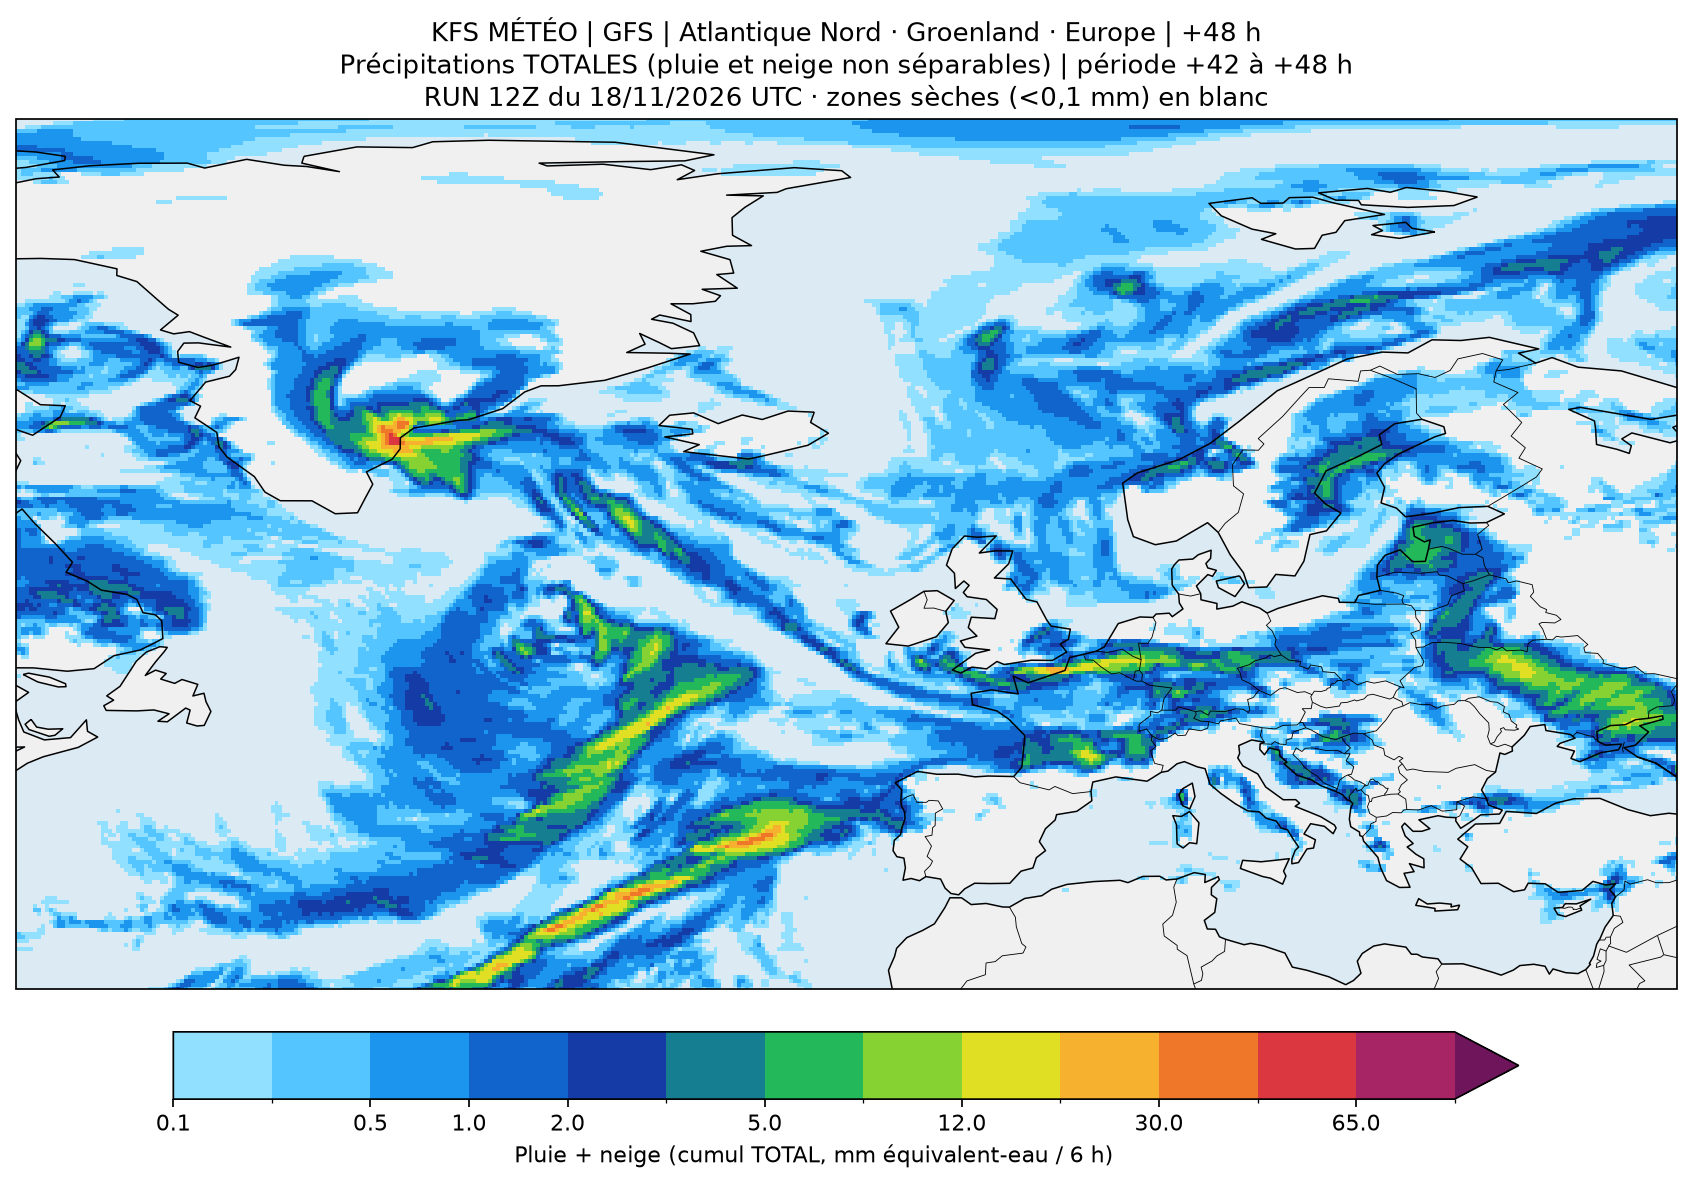 KFS MÉTÉO | GFS | Atlantique Nord · Groenland · Europe | +48 h
Précipitations TOTALES (pluie et neige non séparables) | période +42 à +48 h
RUN 12Z du 18/11/2026 UTC · zones sèches (<0,1 mm) en blanc
0.1 0.5 1.0 2.0 5.0 12.0 30.0 65.0
Pluie + neige (cumul TOTAL, mm équivalent-eau / 6 h)